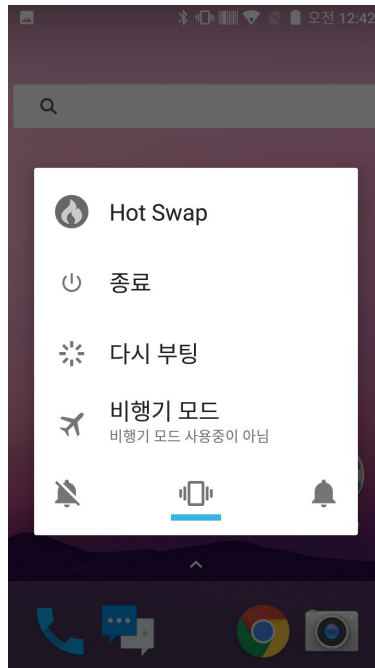 오전 12:42
Hot Swap
종료
다시 부팅
비행기 모드
비행기 모드 사용중이 아님